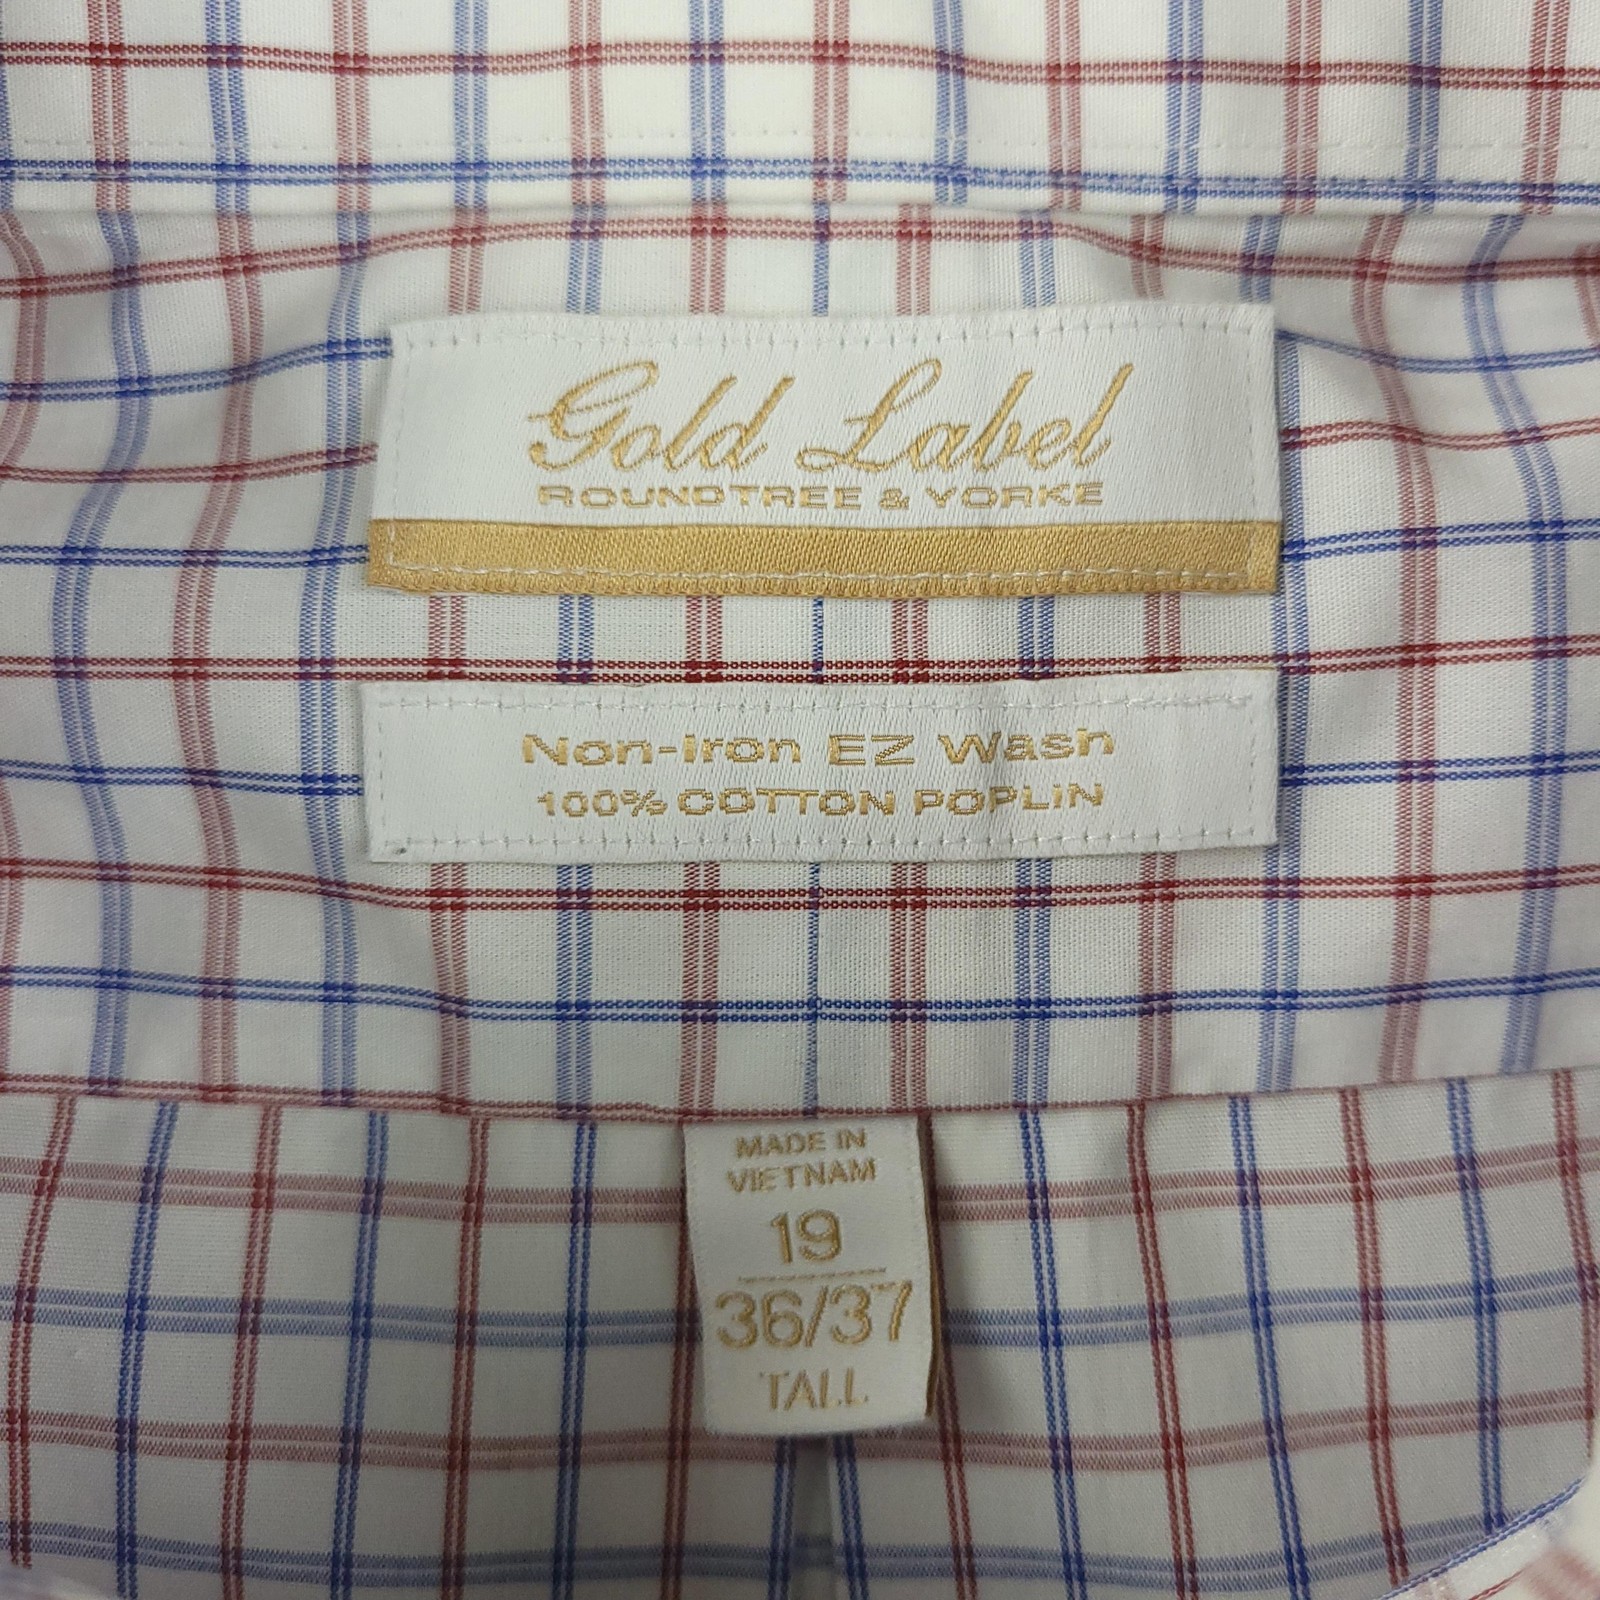 Gold Label
ROUNDTREE & YORKE
Non-Iron EZ Wash
100% COTTON POPLIN
MADE IN
VIETNAM
19
36/37
TALL